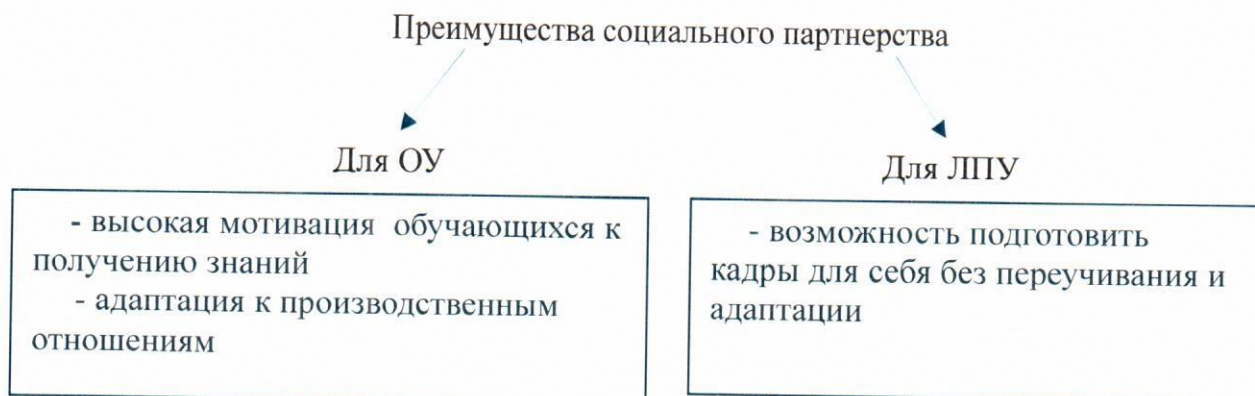 Преимущества социального партнерства
Для ОУ
- высокая мотивация обучающихся к
получению знаний
- адаптация к производственным
отношениям
Для ЛПУ
- возможность подготовить
кадры для себя без переучивания и
адаптации